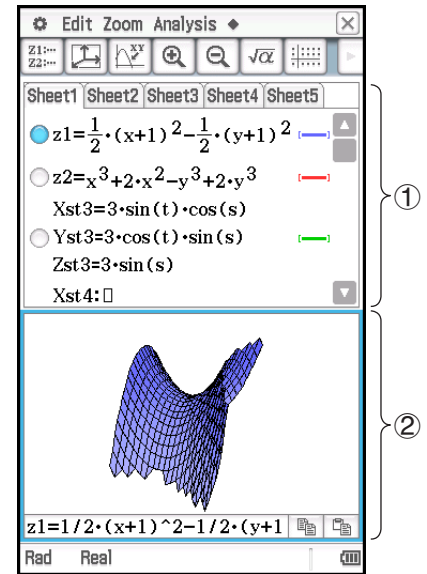 Edit Zoom Analysis ◆
Z1:… Z2:… XY √α
Sheet1 Sheet2 Sheet3 Sheet4 Sheet5
z1=1/2·(x+1)²−1/2·(y+1)²
z2=x³+2·x²−y³+2·y³
Xst3=3·sin(t)·cos(s)
Yst3=3·cos(t)·sin(s)
Zst3=3·sin(s)
Xst4:▯
①
②
z1=1/2·(x+1)^2−1/2·(y+1
Rad Real